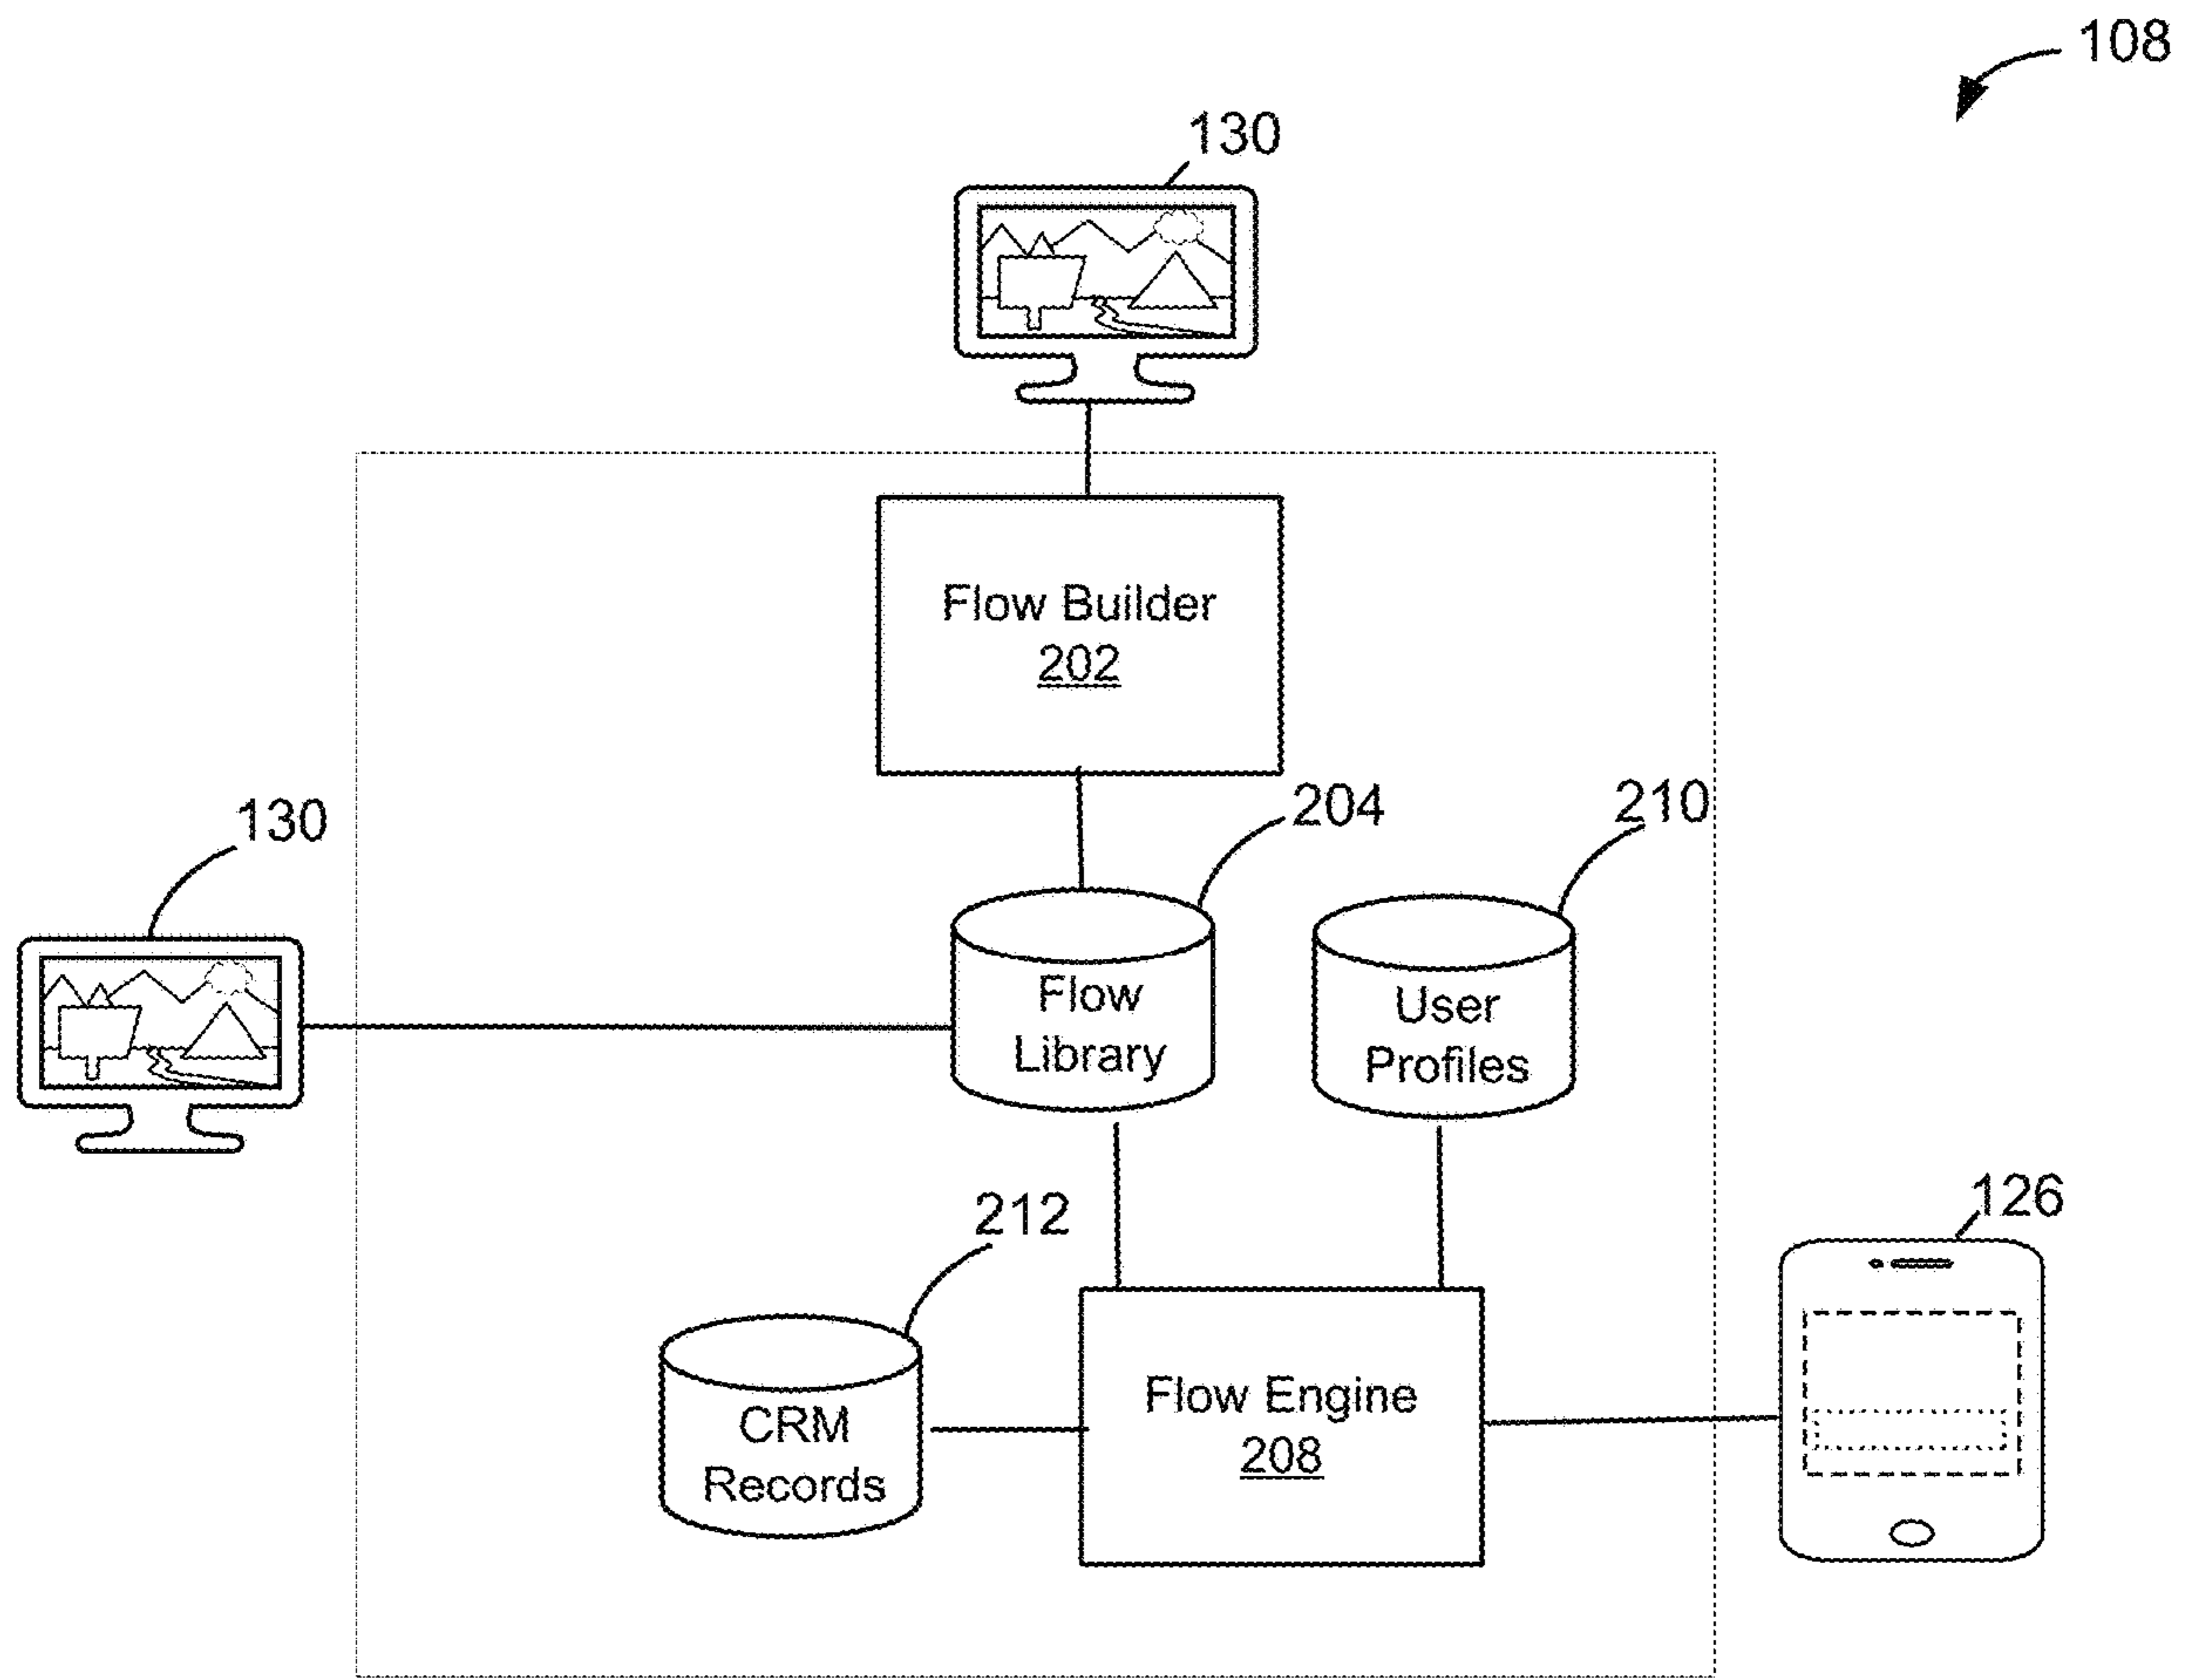 108
130
Flow Builder
202
130
204
210
Flow
Library
User
Profiles
212
126
CRM
Records
Flow Engine
208